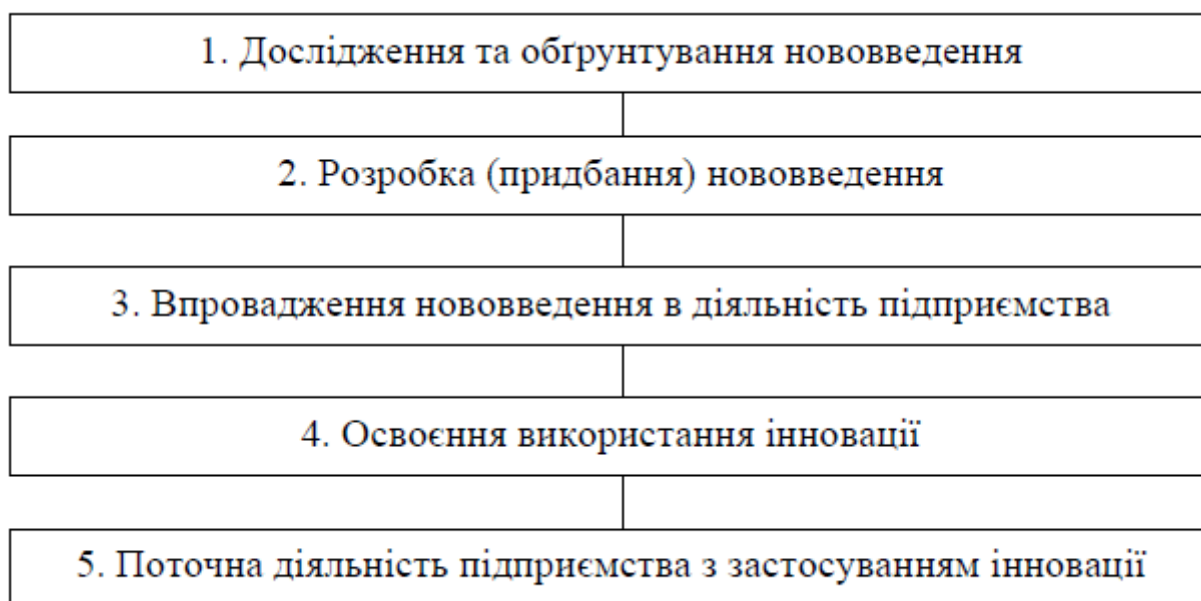 1. Дослідження та обґрунтування нововведення
2. Розробка (придбання) нововведення
3. Впровадження нововведення в діяльність підприємства
4. Освоєння використання інновації
5. Поточна діяльність підприємства з застосуванням інновації